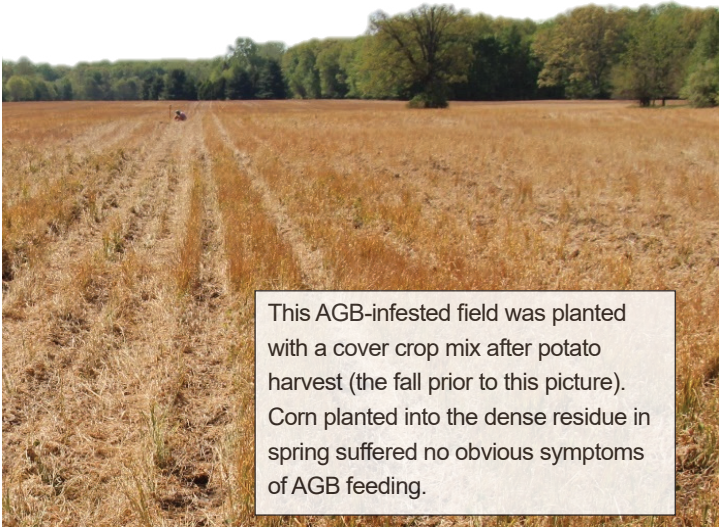 This AGB-infested field was planted
with a cover crop mix after potato
harvest (the fall prior to this picture).
Corn planted into the dense residue in
spring suffered no obvious symptoms
of AGB feeding.